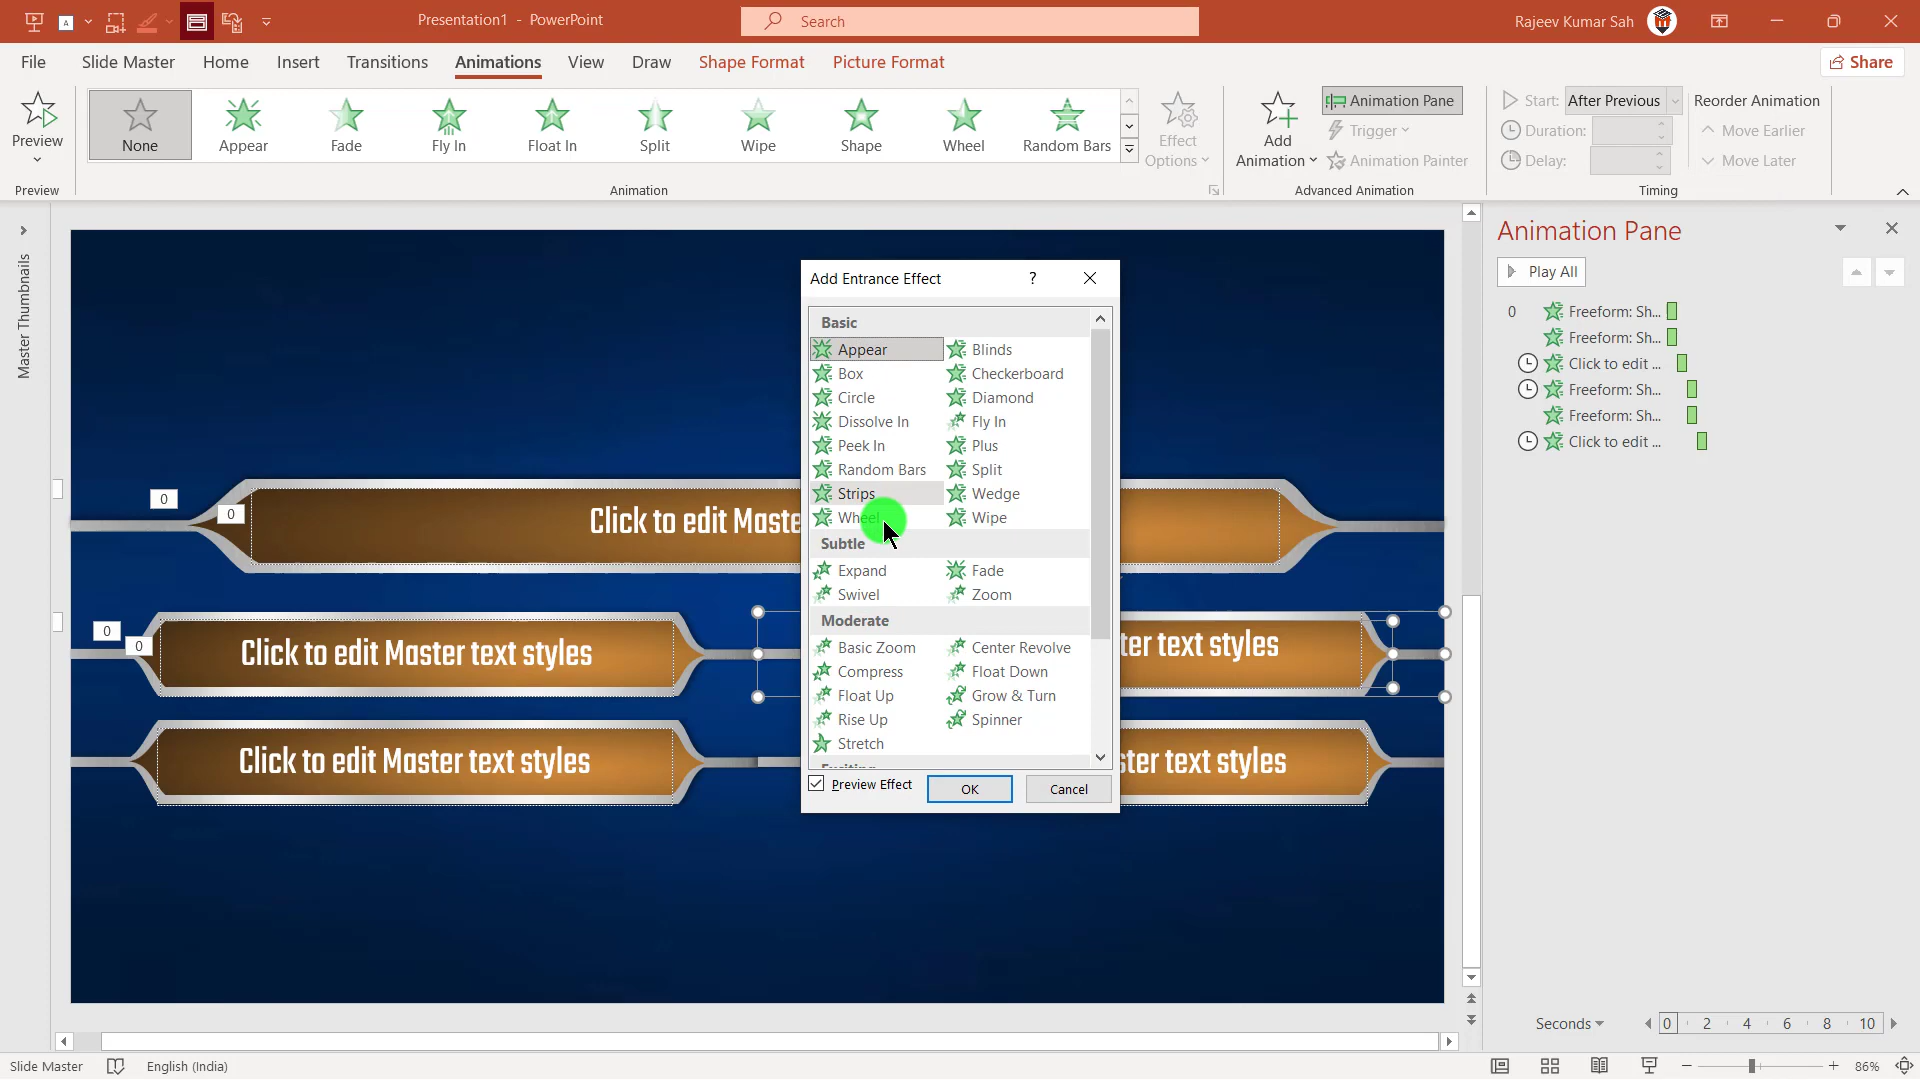 Presentation1 - PowerPoint
Search
Rajeev Kumar Sah
File
Slide Master
Home
Insert
Transitions
Animations
View
Draw
Shape Format
Picture Format
Share
Preview
None
Appear
Fade
Fly In
Float In
Split
Wipe
Shape
Wheel
Random Bars
Effect
Options
Add
Animation
Animation Pane
Trigger
Animation Painter
Start:
After Previous
Duration:
Delay:
Reorder Animation
Move Earlier
Move Later
Preview
Animation
Advanced Animation
Timing
Master Thumbnails
0
0
Click to edit Maste
0
0
Click to edit Master text styles
ter text styles
Click to edit Master text styles
ster text styles
Add Entrance Effect
?
Basic
Appear
Blinds
Box
Checkerboard
Circle
Diamond
Dissolve In
Fly In
Peek In
Plus
Random Bars
Split
Strips
Wedge
Wheel
Wipe
Subtle
Expand
Fade
Swivel
Zoom
Moderate
Basic Zoom
Center Revolve
Compress
Float Down
Float Up
Grow & Turn
Rise Up
Spinner
Stretch
Preview Effect
OK
Cancel
Animation Pane
Play All
0
Freeform: Sh...
Freeform: Sh...
Click to edit ...
Freeform: Sh...
Freeform: Sh...
Click to edit ...
Seconds
0
2
4
6
8
10
Slide Master
English (India)
86%